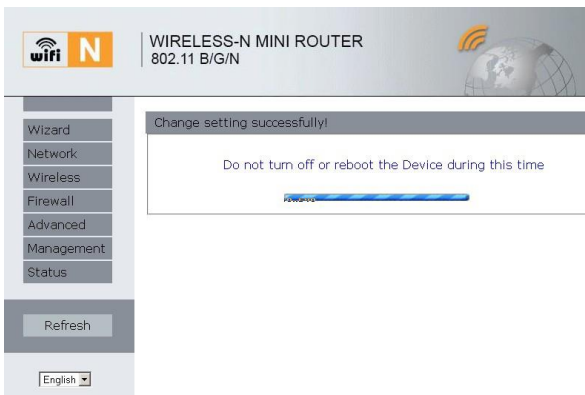 wifi N
WIRELESS-N MINI ROUTER
802.11 B/G/N
Wizard
Network
Wireless
Firewall
Advanced
Management
Status
Refresh
English
Change setting successfully!
Do not turn off or reboot the Device during this time